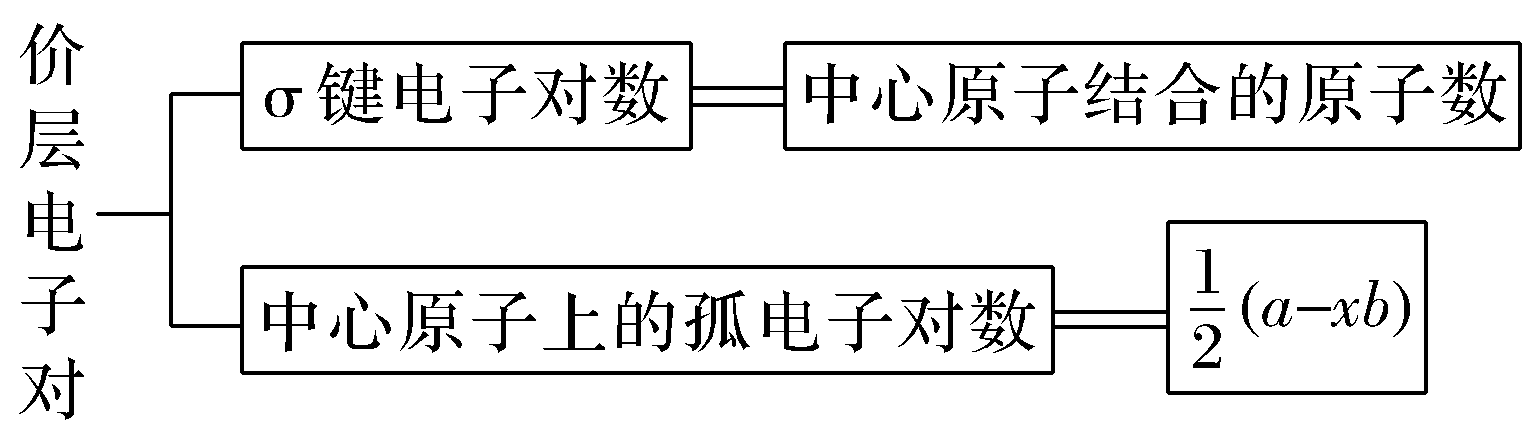 价层电子对
σ键电子对数
中心原子结合的原子数
中心原子上的孤电子对数
1/2(a-xb)